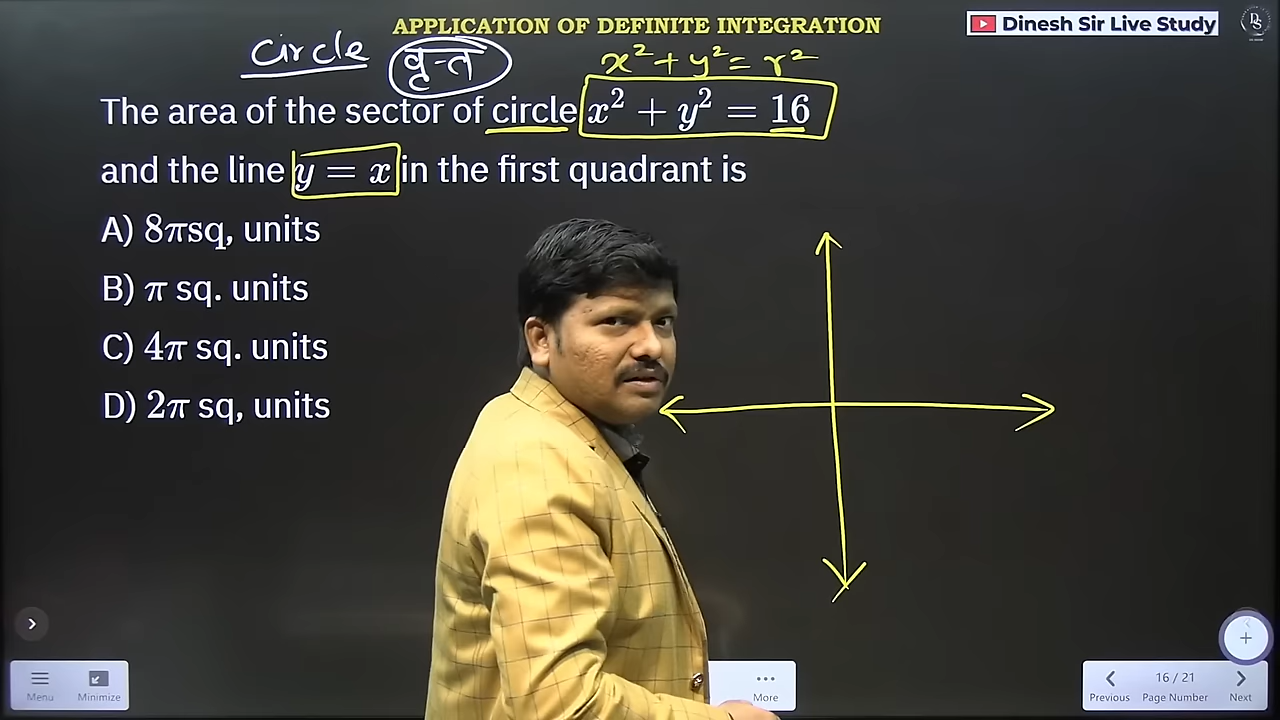 APPLICATION OF DEFINITE INTEGRATION
Dinesh Sir Live Study
DS
circle वृत्त x² + y² = r²
The area of the sector of circle x² + y² = 16
and the line y = x in the first quadrant is
A) 8πsq, units
B) π sq. units
C) 4π sq. units
D) 2π sq, units
Menu
Minimize
More
Previous
16 / 21
Page Number
Next